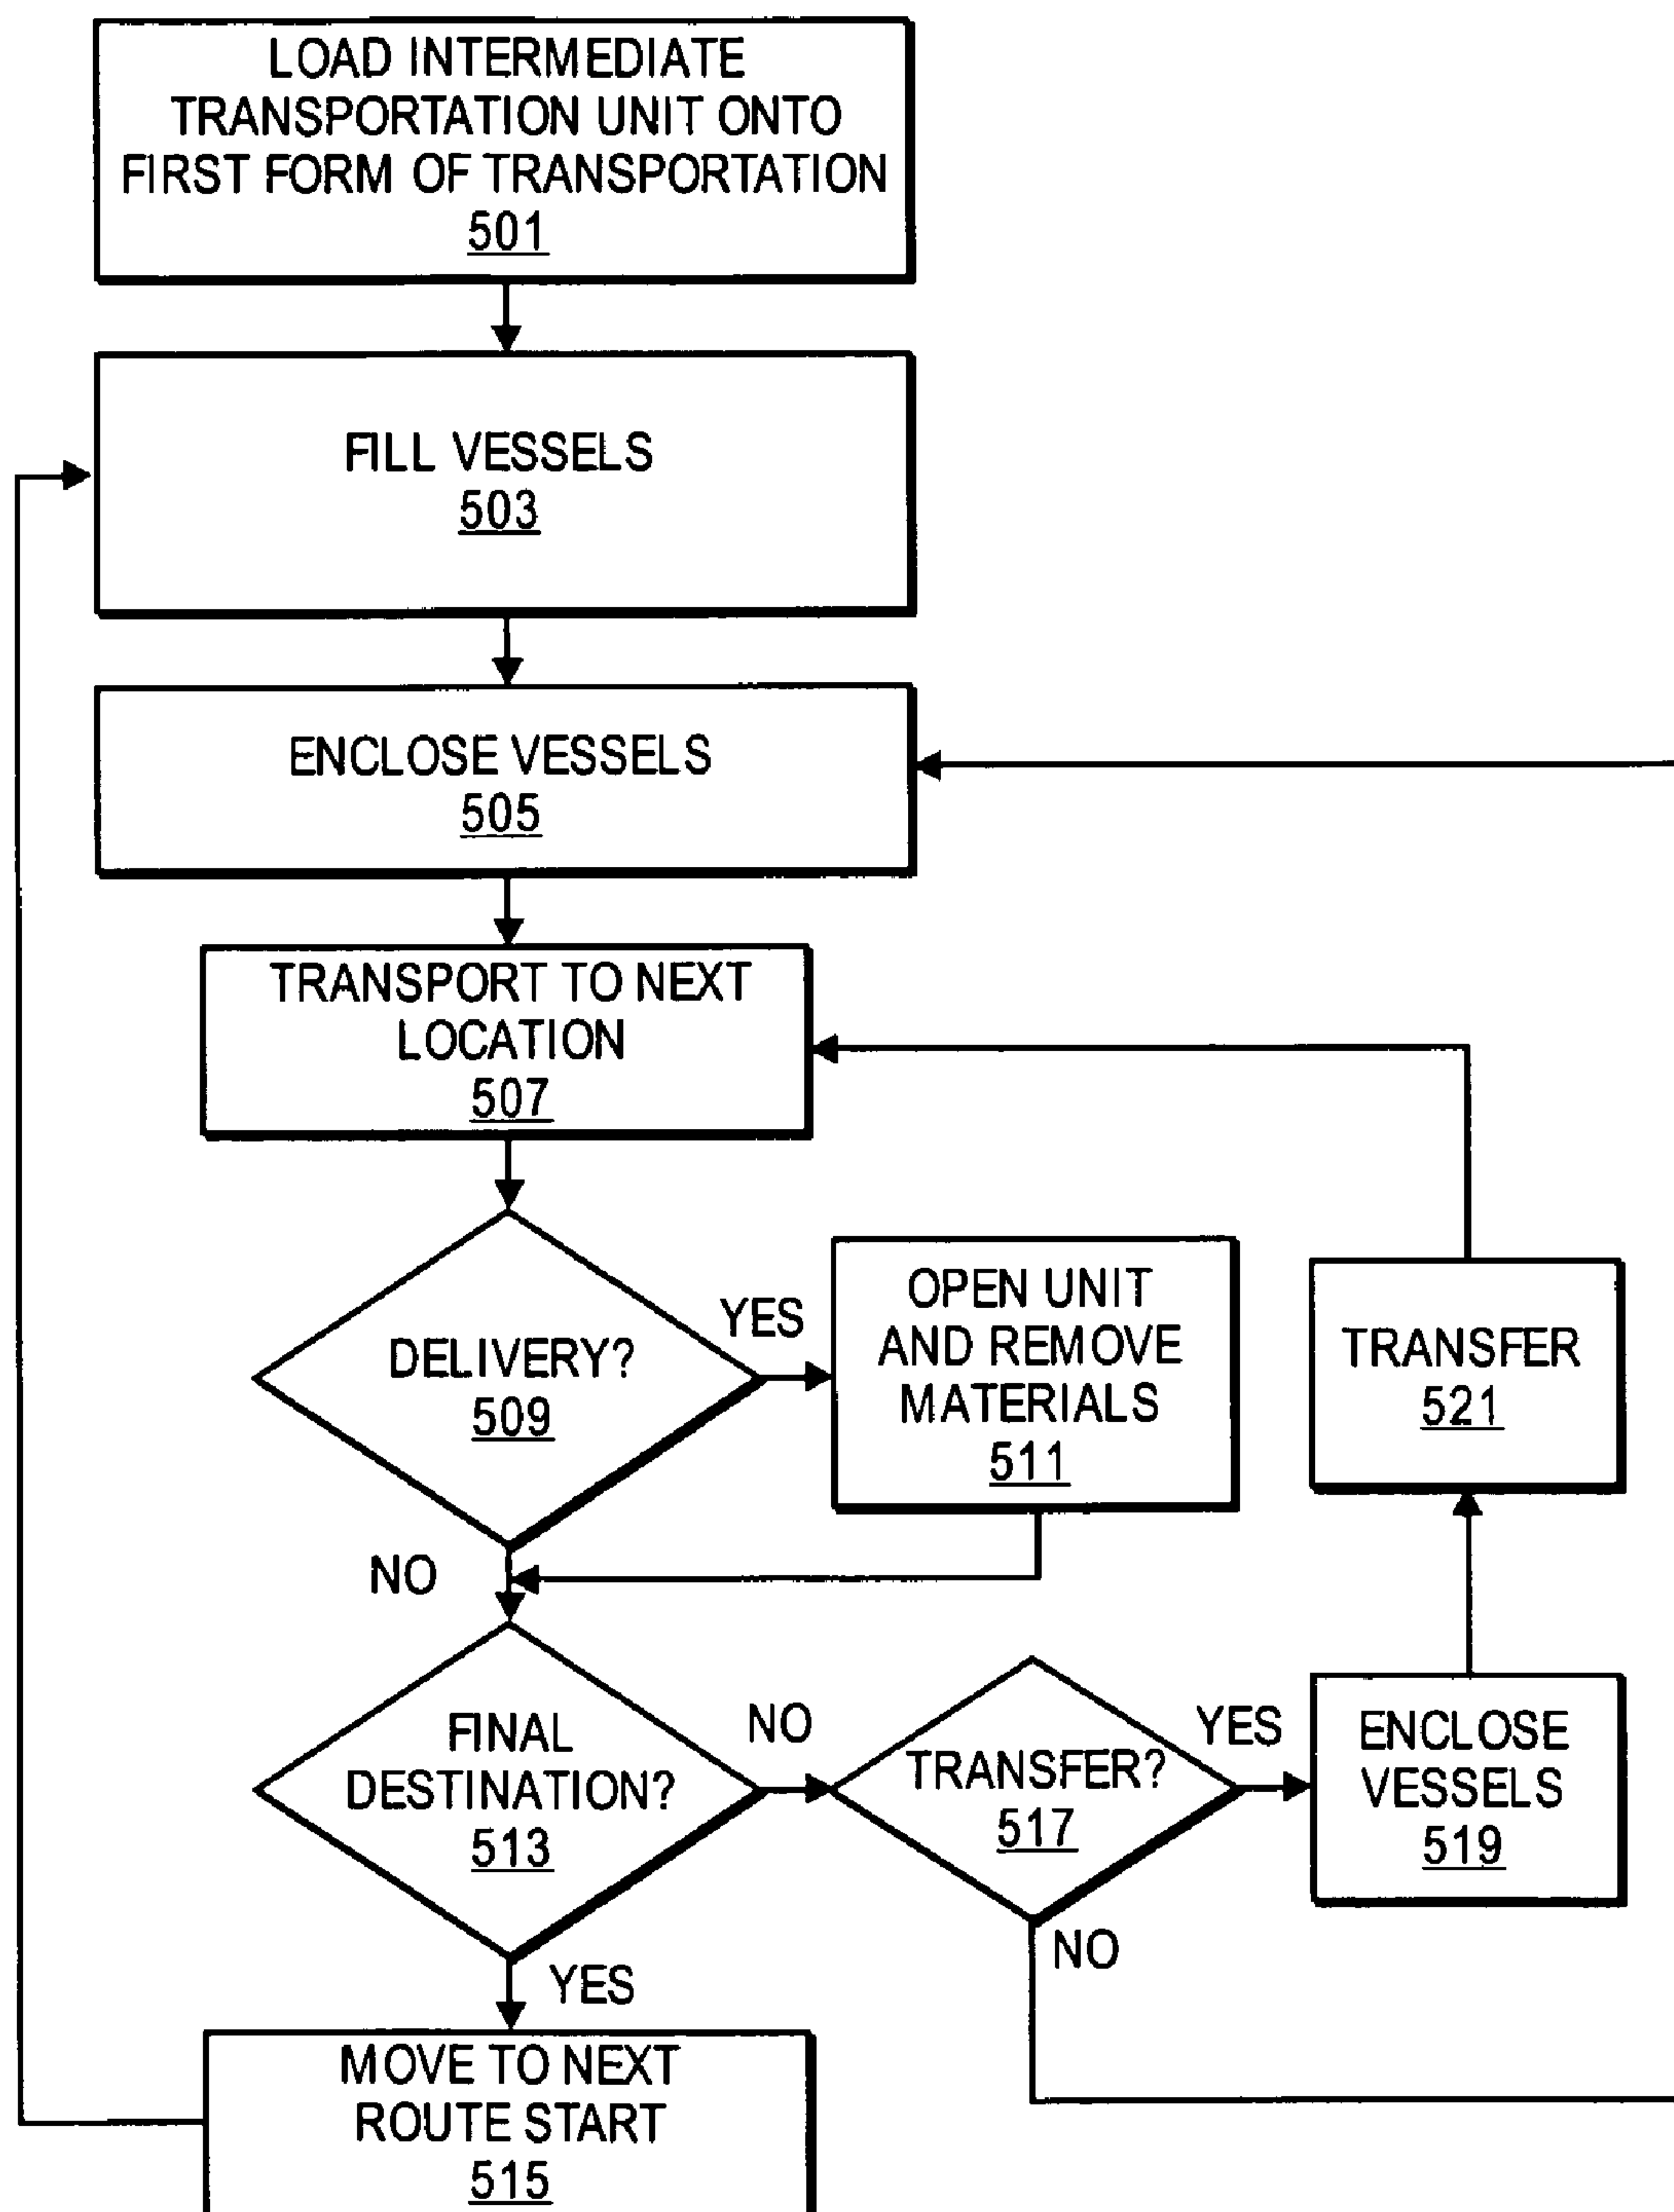 LOAD INTERMEDIATE
TRANSPORTATION UNIT ONTO
FIRST FORM OF TRANSPORTATION
501
FILL VESSELS
503
ENCLOSE VESSELS
505
TRANSPORT TO NEXT
LOCATION
507
DELIVERY?
509
YES
OPEN UNIT
AND REMOVE
MATERIALS
511
TRANSFER
521
NO
FINAL
DESTINATION?
513
NO
TRANSFER?
517
YES
ENCLOSE
VESSELS
519
NO
YES
MOVE TO NEXT
ROUTE START
515